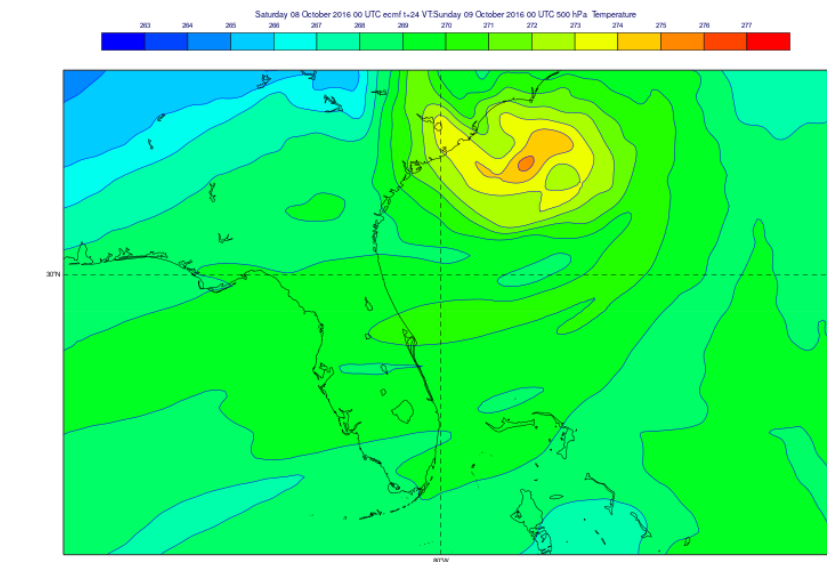 Saturday 08 October 2016 00 UTC ecmf t+24 VT:Sunday 09 October 2016 00 UTC 500 hPa Temperature
263 264 265 266 267 268 269 270 271 272 273 274 275 276 277
30°N
80°W